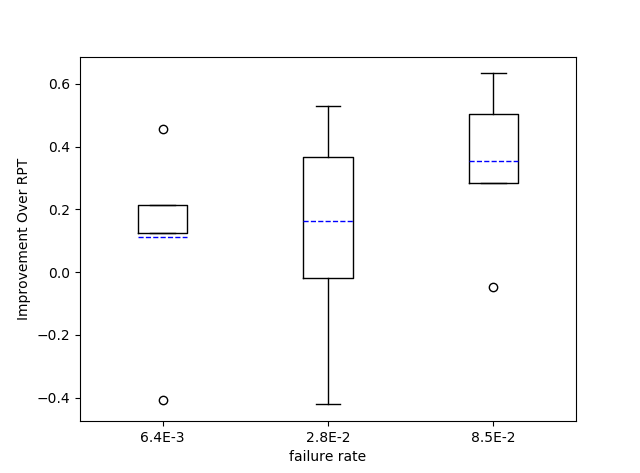 Improvement Over RPT
0.6
0.4
0.2
0.0
−0.2
−0.4
6.4E-3
2.8E-2
8.5E-2
failure rate